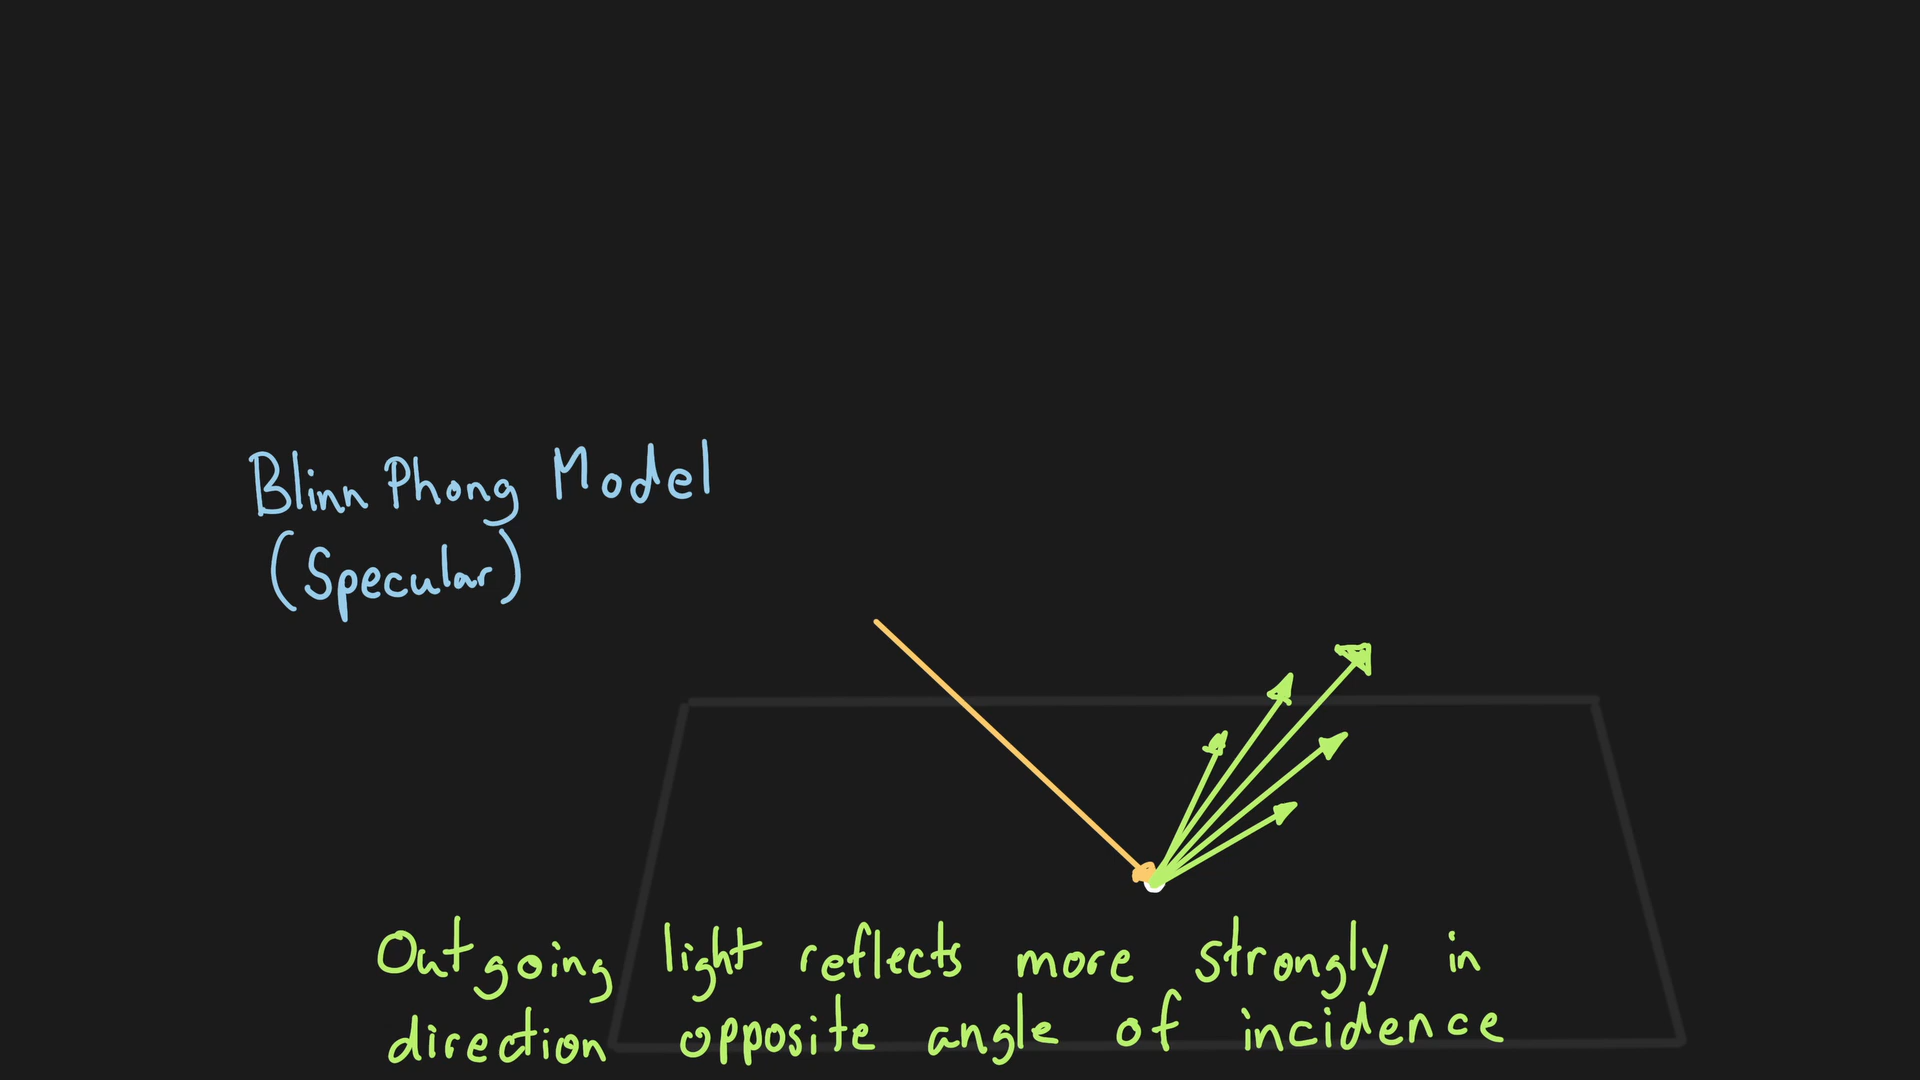 Blinn Phong Model
(Specular)
Outgoing light reflects more strongly in
direction opposite angle of incidence